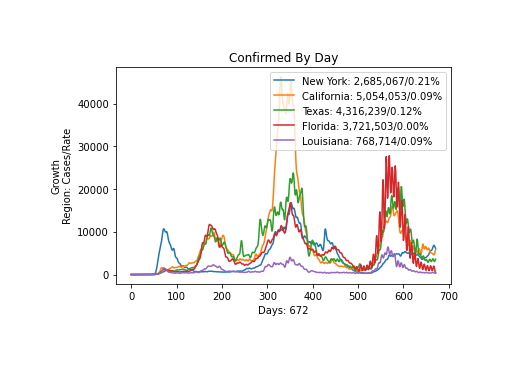 Confirmed By Day
New York: 2,685,067/0.21%
California: 5,054,053/0.09%
Texas: 4,316,239/0.12%
Florida: 3,721,503/0.00%
Louisiana: 768,714/0.09%
Growth
Region: Cases/Rate
40000
30000
20000
10000
0
0 100 200 300 400 500 600 700
Days: 672